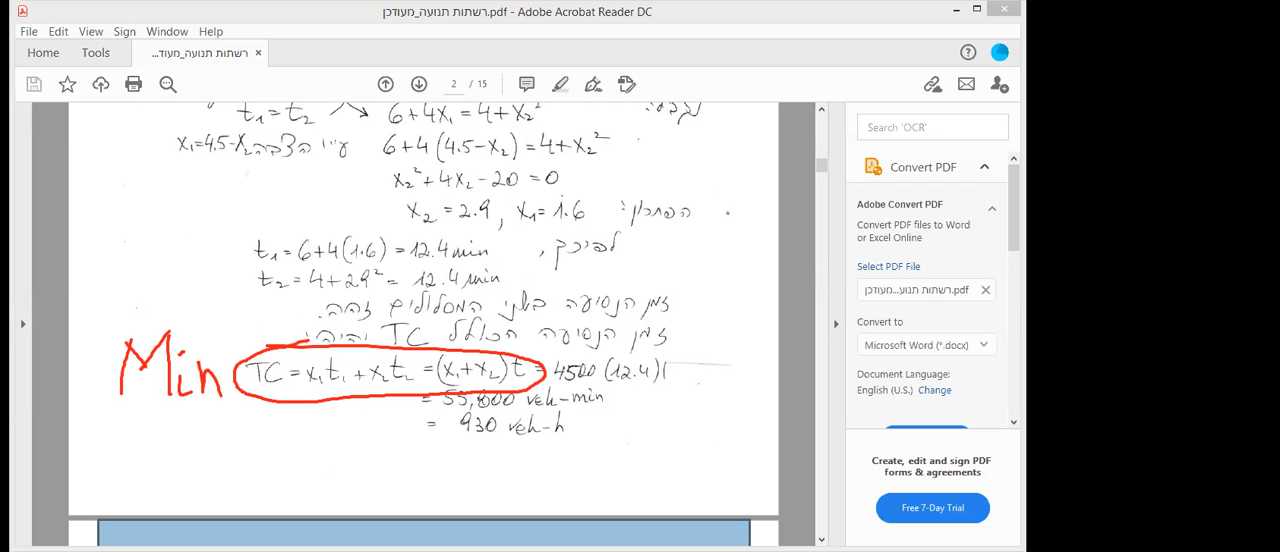 רשתות תנועה_מעודכן.pdf - Adobe Acrobat Reader DC
File Edit View Sign Window Help
Home Tools רשתות תנועה_מעוד... ×
2 / 15
t₁ = t₂ 6+4x₁ = 4+x₂²
x₁=4.5-x₂ ע״י הצבה 6+4(4.5-x₂) = 4+x₂²
x₂²+4x₂-20 = 0
הפתרון: x₂ = 2.9, x₁ = 1.6
לפיכך, t₁ = 6+4(1.6) = 12.4 min
t₂ = 4+2.9² = 12.4 min
זמן הנסיעה בשני המסלולים זהה.
זמן הנסיעה הכולל TC יהיה:
Min TC = x₁t₁ + x₂t₂ = (x₁+x₂)t = 4500(12.4)
= 55,800 veh-min
= 930 veh-h
Search 'OCR'
Convert PDF
Adobe Convert PDF
Convert PDF files to Word
or Excel Online
Select PDF File
רשתות תנוע...מעודכן.pdf
Convert to
Microsoft Word (*.docx)
Document Language:
English (U.S.) Change
Create, edit and sign PDF
forms & agreements
Free 7-Day Trial